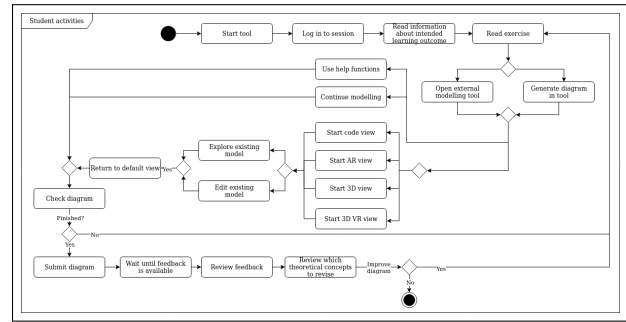 Student activities
Start tool
Log in to session
Read information
about intended
learning outcome
Read exercise
Use help functions
Open external
modelling tool
Generate diagram
in tool
Continue modelling
Start code view
Explore existing
model
Start AR view
Return to default view
Yes
Edit existing
model
Start 3D view
Check diagram
Start 3D VR view
Finished?
No
Yes
Submit diagram
Wait until feedback
is available
Review feedback
Review which
theoretical concepts
to revise
Improve
diagram
Yes
No